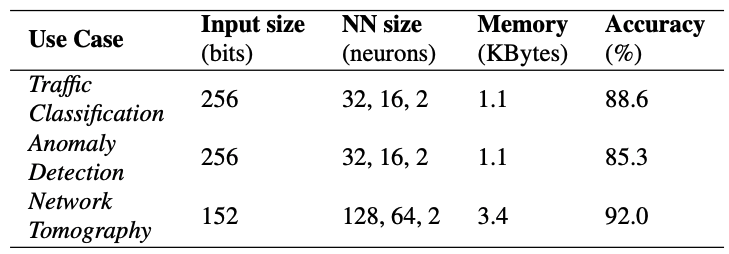 Use Case Input size (bits) NN size (neurons) Memory (KBytes) Accuracy (%)
Traffic Classification 256 32, 16, 2 1.1 88.6
Anomaly Detection 256 32, 16, 2 1.1 85.3
Network Tomography 152 128, 64, 2 3.4 92.0